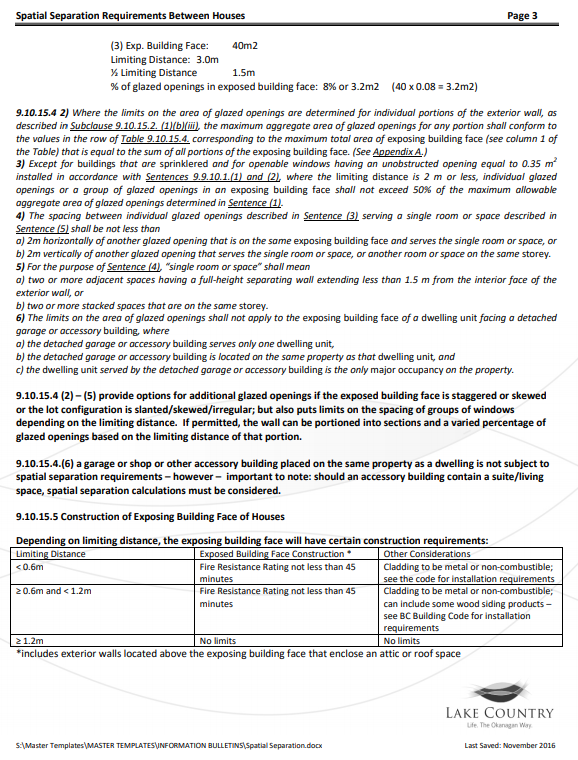 Spatial Separation Requirements Between Houses Page 3
(3) Exp. Building Face: 40m2
Limiting Distance: 3.0m
½ Limiting Distance 1.5m
% of glazed openings in exposed building face: 8% or 3.2m2 (40 x 0.08 = 3.2m2)
9.10.15.4 2) Where the limits on the area of glazed openings are determined for individual portions of the exterior wall, as
described in Subclause 9.10.15.2. (1)(b)(iii), the maximum aggregate area of glazed openings for any portion shall conform to
the values in the row of Table 9.10.15.4. corresponding to the maximum total area of exposing building face (see column 1 of
the Table) that is equal to the sum of all portions of the exposing building face. (See Appendix A.)
3) Except for buildings that are sprinklered and for openable windows having an unobstructed opening equal to 0.35 m²
installed in accordance with Sentences 9.9.10.1.(1) and (2), where the limiting distance is 2 m or less, individual glazed
openings or a group of glazed openings in an exposing building face shall not exceed 50% of the maximum allowable
aggregate area of glazed openings determined in Sentence (1).
4) The spacing between individual glazed openings described in Sentence (3) serving a single room or space described in
Sentence (5) shall be not less than
a) 2m horizontally of another glazed opening that is on the same exposing building face and serves the single room or space, or
b) 2m vertically of another glazed opening that serves the single room or space, or another room or space on the same storey.
5) For the purpose of Sentence (4), "single room or space" shall mean
a) two or more adjacent spaces having a full-height separating wall extending less than 1.5 m from the interior face of the
exterior wall, or
b) two or more stacked spaces that are on the same storey.
6) The limits on the area of glazed openings shall not apply to the exposing building face of a dwelling unit facing a detached
garage or accessory building, where
a) the detached garage or accessory building serves only one dwelling unit,
b) the detached garage or accessory building is located on the same property as that dwelling unit, and
c) the dwelling unit served by the detached garage or accessory building is the only major occupancy on the property.
9.10.15.4 (2) – (5) provide options for additional glazed openings if the exposed building face is staggered or skewed
or the lot configuration is slanted/skewed/irregular; but also puts limits on the spacing of groups of windows
depending on the limiting distance. If permitted, the wall can be portioned into sections and a varied percentage of
glazed openings based on the limiting distance of that portion.
9.10.15.4.(6) a garage or shop or other accessory building placed on the same property as a dwelling is not subject to
spatial separation requirements – however – important to note: should an accessory building contain a suite/living
space, spatial separation calculations must be considered.
9.10.15.5 Construction of Exposing Building Face of Houses
Depending on limiting distance, the exposing building face will have certain construction requirements:
Limiting Distance Exposed Building Face Construction * Other Considerations
< 0.6m Fire Resistance Rating not less than 45 Cladding to be metal or non-combustible;
minutes see the code for installation requirements
≥ 0.6m and < 1.2m Fire Resistance Rating not less than 45 Cladding to be metal or non-combustible;
minutes can include some wood siding products –
see BC Building Code for installation
requirements
≥ 1.2m No limits No limits
*includes exterior walls located above the exposing building face that enclose an attic or roof space
LAKE COUNTRY
Life. The Okanagan Way.
S:\Master Templates\MASTER TEMPLATES\INFORMATION BULLETINS\Spatial Separation.docx Last Saved: November 2016